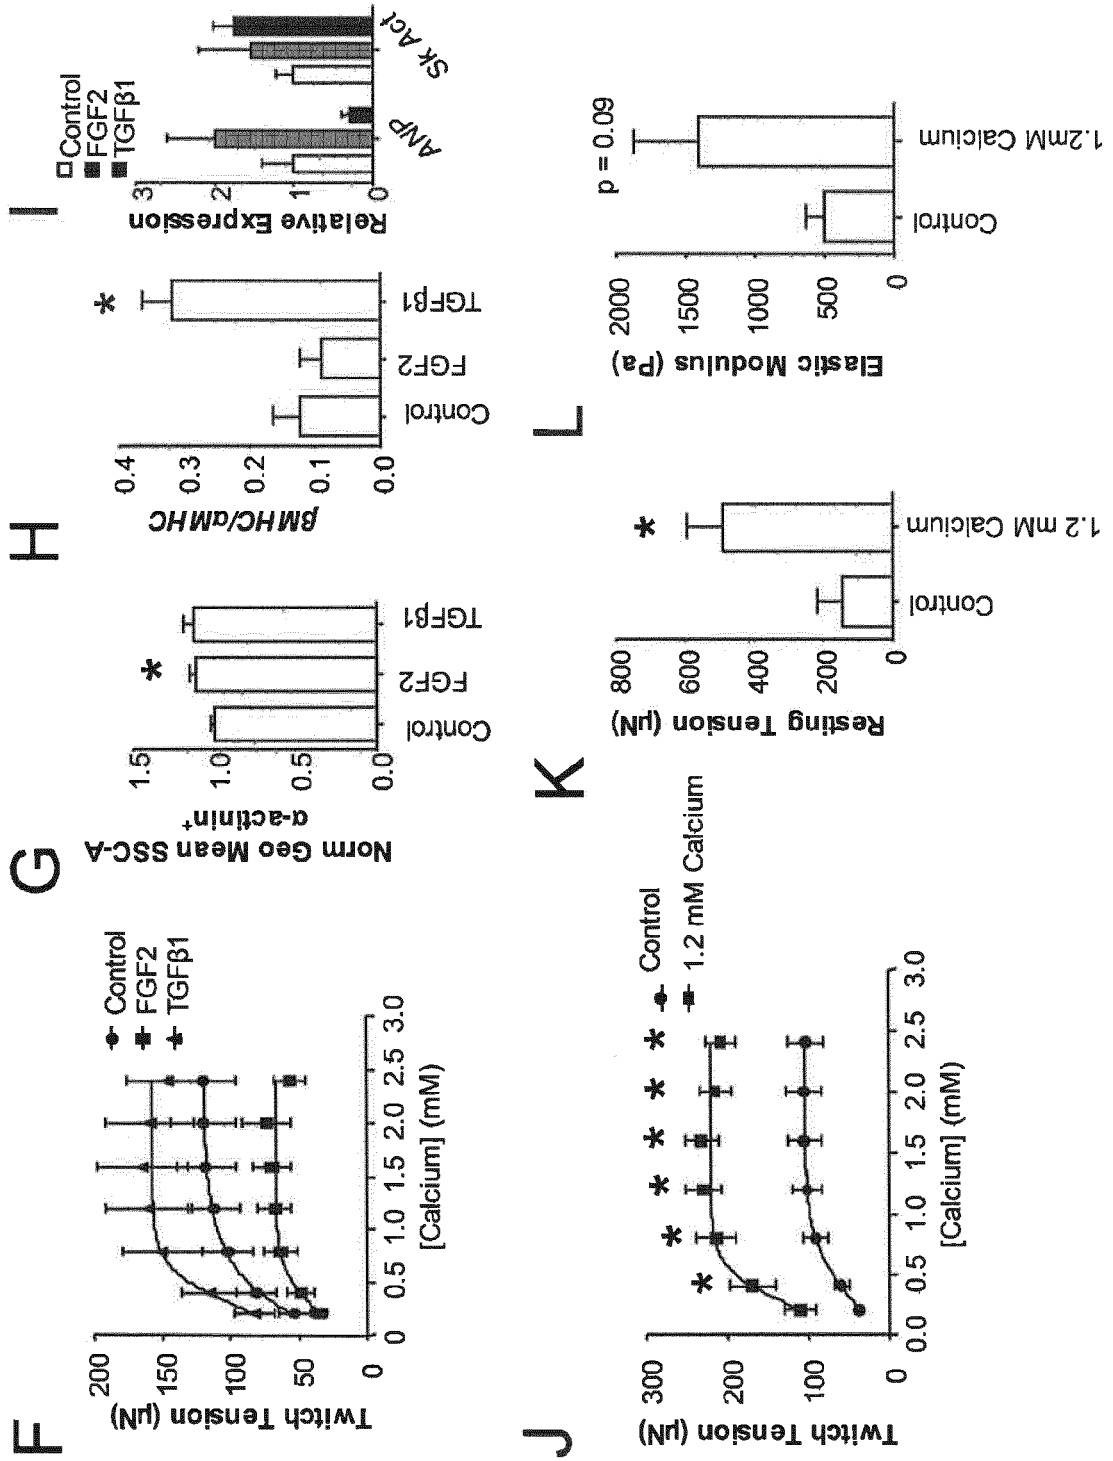 F
Twitch Tension
(µN)
200
150
100
50
0
0
0.5
1.0
1.5
2.0
2.5
3.0
[Calcium] (mM)
Control
FGF2
TGFβ1
G
Norm Geo Mean SSC-A
α-actinin+
1.5
1.0
0.5
0.0
Control
FGF2
TGFβ1
*
H
βMHC/αMHC
0.4
0.3
0.2
0.1
0.0
Control
FGF2
TGFβ1
*
I
Relative Expression
3
2
1
0
Control
FGF2
TGFβ1
ANP
Sk Act
J
Twitch Tension
(µN)
300
200
100
0
0.0
0.5
1.0
1.5
2.0
2.5
3.0
[Calcium] (mM)
* * * * * *
Control
1.2 mM Calcium
K
Resting Tension (µN)
800
600
400
200
0
Control
1.2 mM Calcium
*
L
Elastic Modulus (Pa)
2000
1500
1000
500
0
Control
1.2mM Calcium
p = 0.09